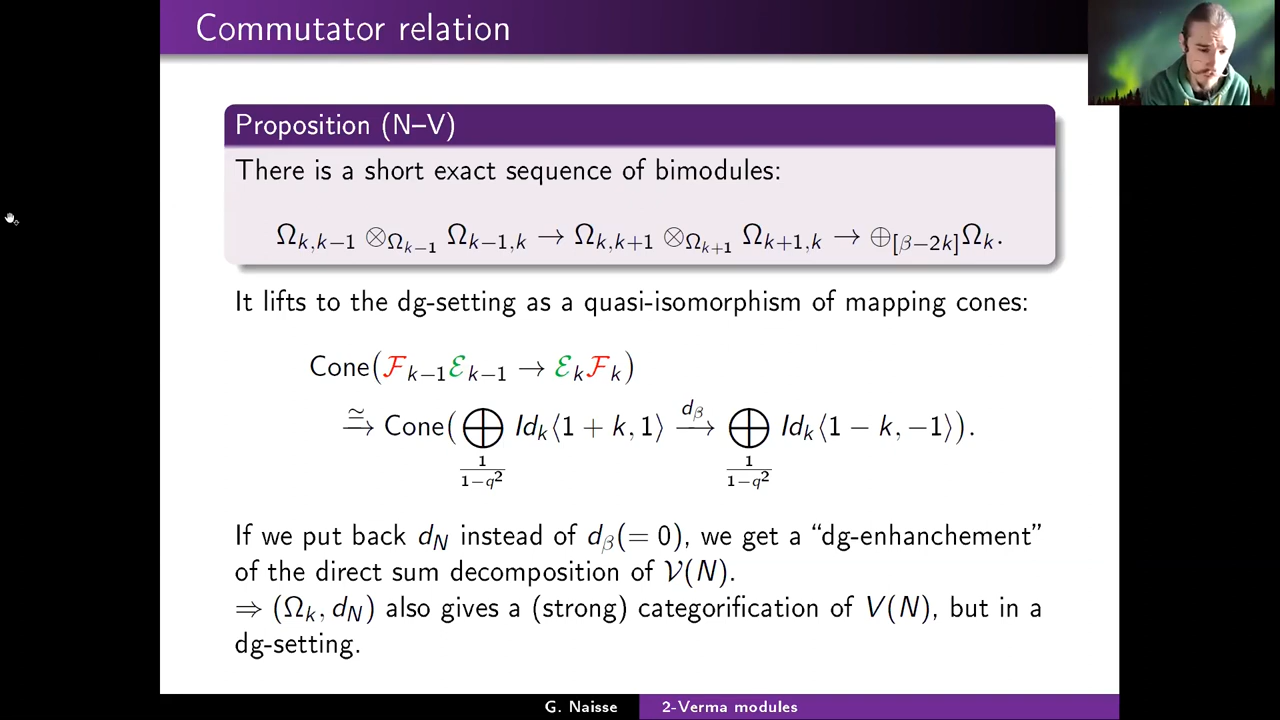 Commutator relation
Proposition (N–V)
There is a short exact sequence of bimodules:
Ω_{k,k−1} ⊗_{Ω_{k−1}} Ω_{k−1,k} → Ω_{k,k+1} ⊗_{Ω_{k+1}} Ω_{k+1,k} → ⊕_{[β−2k]}Ω_k.
It lifts to the dg-setting as a quasi-isomorphism of mapping cones:
Cone(F_{k−1}E_{k−1} → E_kF_k)
≃→ Cone(⊕_{1/(1−q²)} Id_k⟨1 + k, 1⟩ →^{d_β} ⊕_{1/(1−q²)} Id_k⟨1 − k, −1⟩).
If we put back d_N instead of d_β(= 0), we get a “dg-enhanchement”
of the direct sum decomposition of V(N).
⇒ (Ω_k, d_N) also gives a (strong) categorification of V(N), but in a
dg-setting.
G. Naisse
2-Verma modules